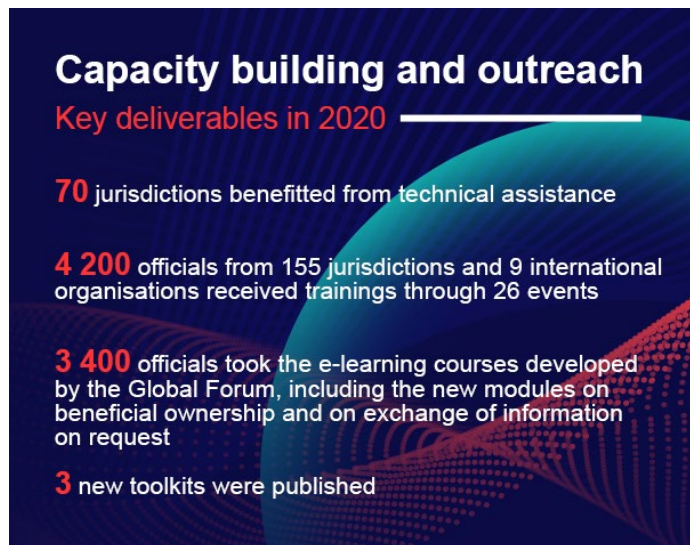 Capacity building and outreach
Key deliverables in 2020
70 jurisdictions benefitted from technical assistance
4 200 officials from 155 jurisdictions and 9 international
organisations received trainings through 26 events
3 400 officials took the e-learning courses developed
by the Global Forum, including the new modules on
beneficial ownership and on exchange of information
on request
3 new toolkits were published